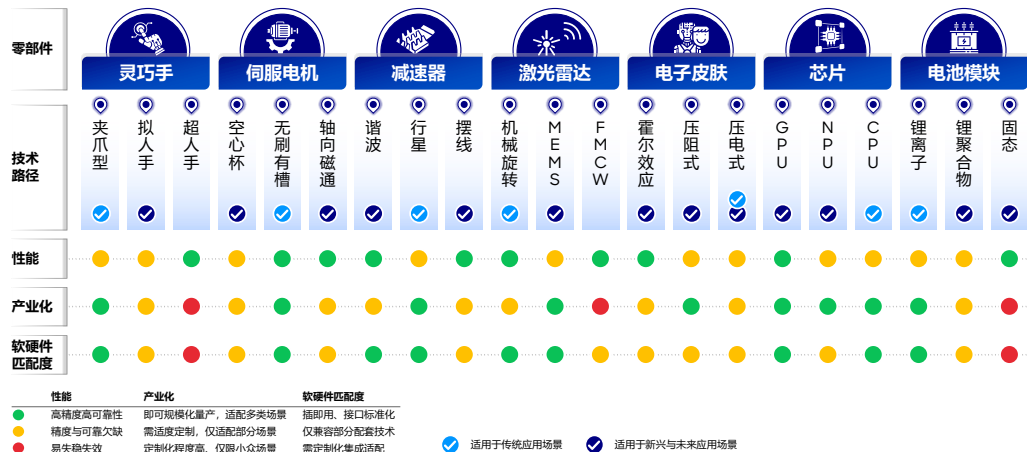 零部件
灵巧手
伺服电机
减速器
激光雷达
电子皮肤
芯片
电池模块
技术
路径
夹爪型
拟人手
超人手
空心杯
无刷有槽
轴向磁通
谐波
行星
摆线
机械旋转
MEMS
FMCW
霍尔效应
压阻式
压电式
GPU
NPU
CPU
锂离子
锂聚合物
固态
性能
产业化
软硬件
匹配度
性能 产业化 软硬件匹配度
高精度高可靠性 即可规模化量产，适配多类场景 插即用、接口标准化
精度与可靠欠缺 需适度定制，仅适配部分场景 仅兼容部分配套技术
易失稳失效 定制化程度高、仅限小众场景 需定制化集成适配
适用于传统应用场景 适用于新兴与未来应用场景